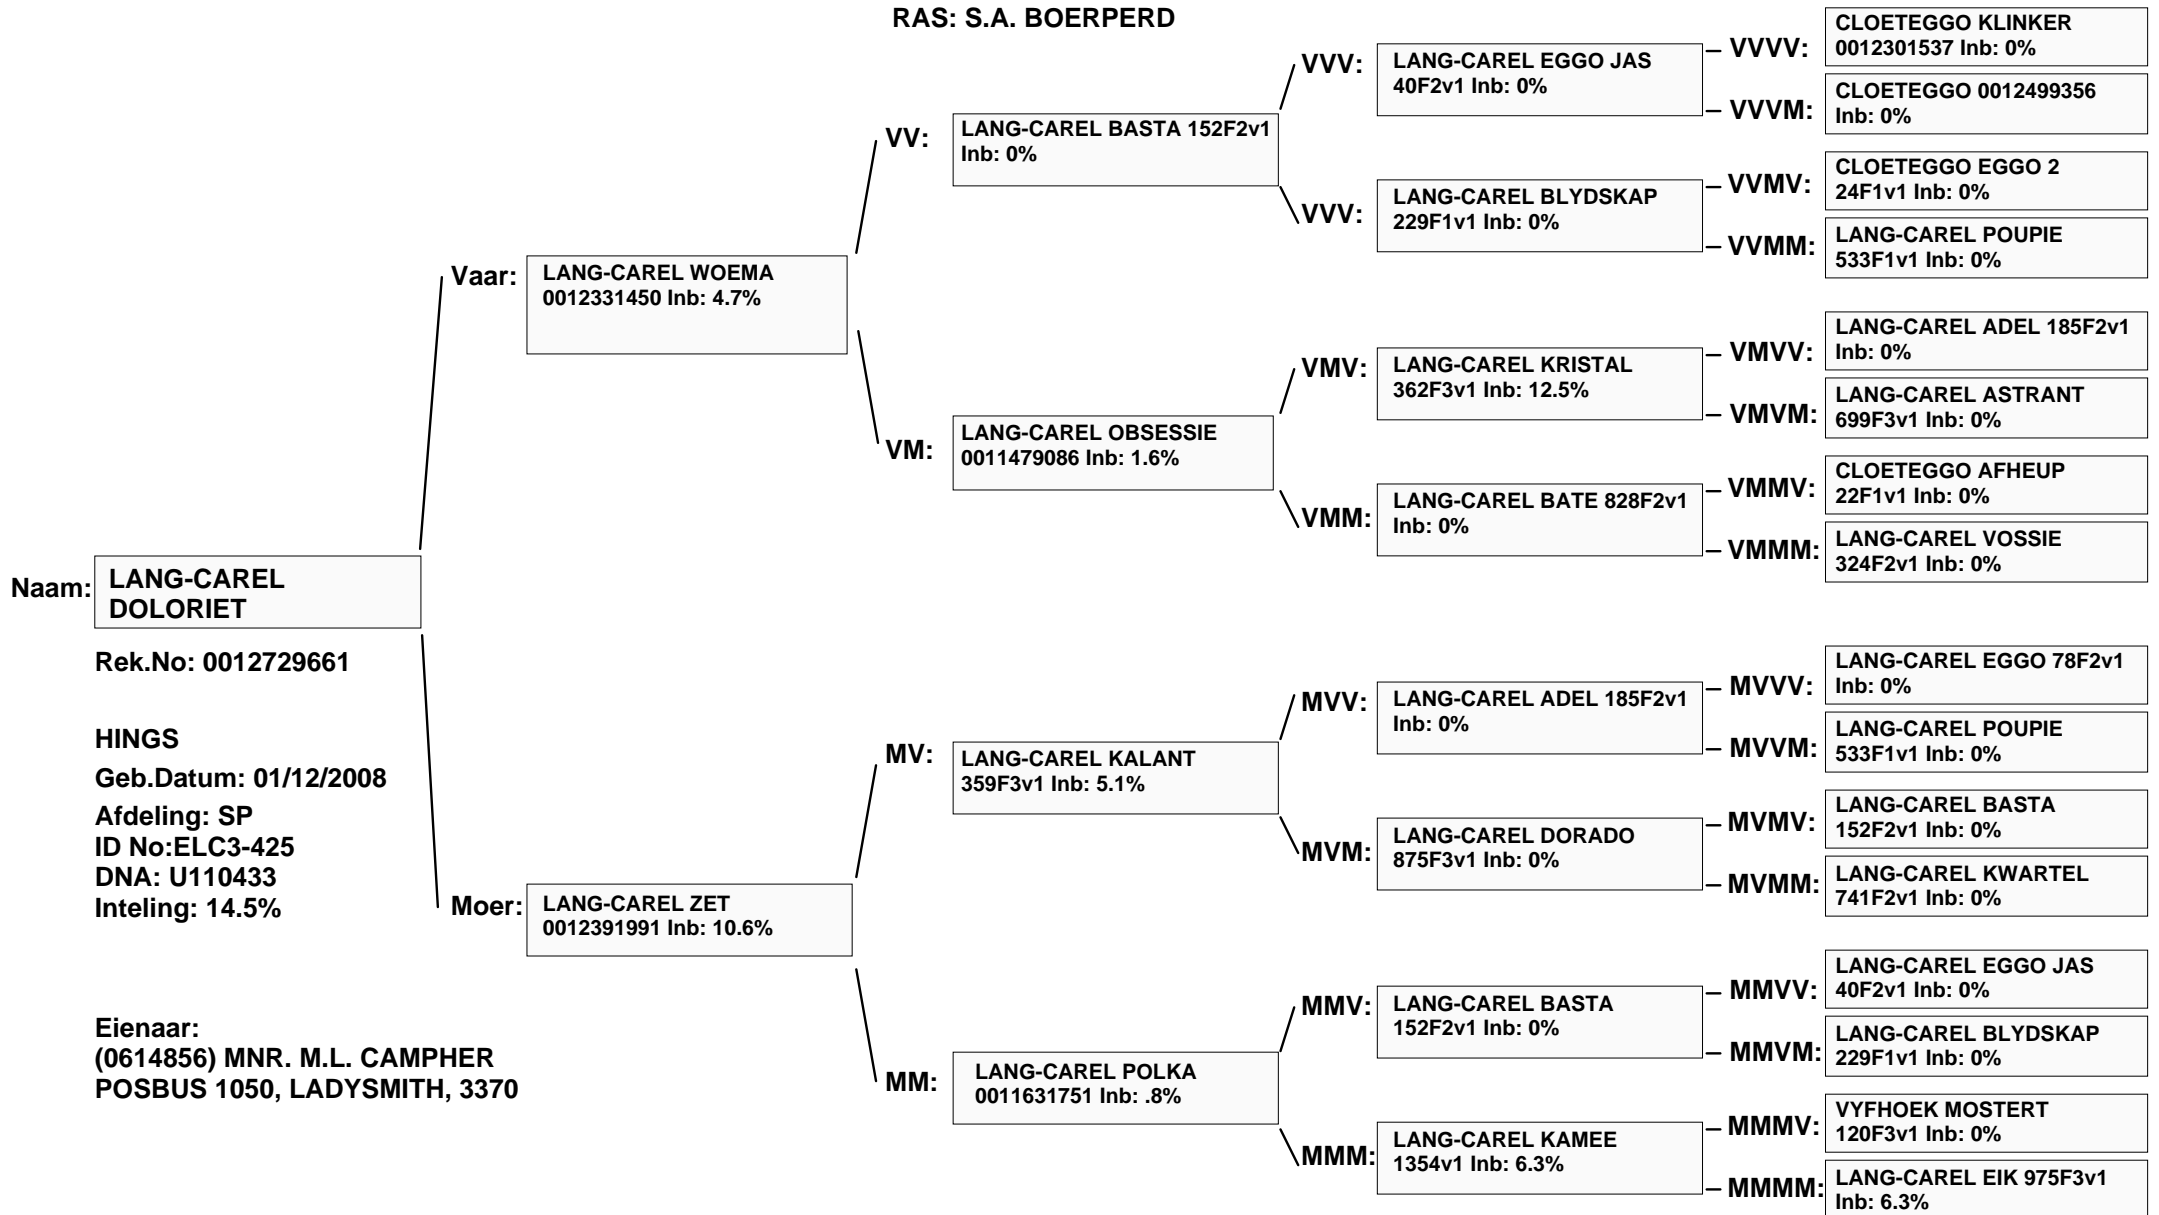 RAS: S.A. BOERPERD
Naam:
LANG-CAREL
DOLORIET
Rek.No: 0012729661
HINGS
Geb.Datum: 01/12/2008
Afdeling: SP
ID No:ELC3-425
DNA: U110433
Inteling: 14.5%
Eienaar:
(0614856) MNR. M.L. CAMPHER
POSBUS 1050, LADYSMITH, 3370
Vaar:
LANG-CAREL WOEMA
0012331450 Inb: 4.7%
Moer:
LANG-CAREL ZET
0012391991 Inb: 10.6%
VV:
LANG-CAREL BASTA 152F2v1
Inb: 0%
VM:
LANG-CAREL OBSESSIE
0011479086 Inb: 1.6%
MV:
LANG-CAREL KALANT
359F3v1 Inb: 5.1%
MM:
LANG-CAREL POLKA
0011631751 Inb: .8%
VVV:
LANG-CAREL EGGO JAS
40F2v1 Inb: 0%
VVV:
LANG-CAREL BLYDSKAP
229F1v1 Inb: 0%
VMV:
LANG-CAREL KRISTAL
362F3v1 Inb: 12.5%
VMM:
LANG-CAREL BATE 828F2v1
Inb: 0%
MVV:
LANG-CAREL ADEL 185F2v1
Inb: 0%
MVM:
LANG-CAREL DORADO
875F3v1 Inb: 0%
MMV:
LANG-CAREL BASTA
152F2v1 Inb: 0%
MMM:
LANG-CAREL KAMEE
1354v1 Inb: 6.3%
VVVV:
CLOETEGGO KLINKER
0012301537 Inb: 0%
VVVM:
CLOETEGGO 0012499356
Inb: 0%
VVMV:
CLOETEGGO EGGO 2
24F1v1 Inb: 0%
VVMM:
LANG-CAREL POUPIE
533F1v1 Inb: 0%
VMVV:
LANG-CAREL ADEL 185F2v1
Inb: 0%
VMVM:
LANG-CAREL ASTRANT
699F3v1 Inb: 0%
VMMV:
CLOETEGGO AFHEUP
22F1v1 Inb: 0%
VMMM:
LANG-CAREL VOSSIE
324F2v1 Inb: 0%
MVVV:
LANG-CAREL EGGO 78F2v1
Inb: 0%
MVVM:
LANG-CAREL POUPIE
533F1v1 Inb: 0%
MVMV:
LANG-CAREL BASTA
152F2v1 Inb: 0%
MVMM:
LANG-CAREL KWARTEL
741F2v1 Inb: 0%
MMVV:
LANG-CAREL EGGO JAS
40F2v1 Inb: 0%
MMVM:
LANG-CAREL BLYDSKAP
229F1v1 Inb: 0%
MMMV:
VYFHOEK MOSTERT
120F3v1 Inb: 0%
MMMM:
LANG-CAREL EIK 975F3v1
Inb: 6.3%